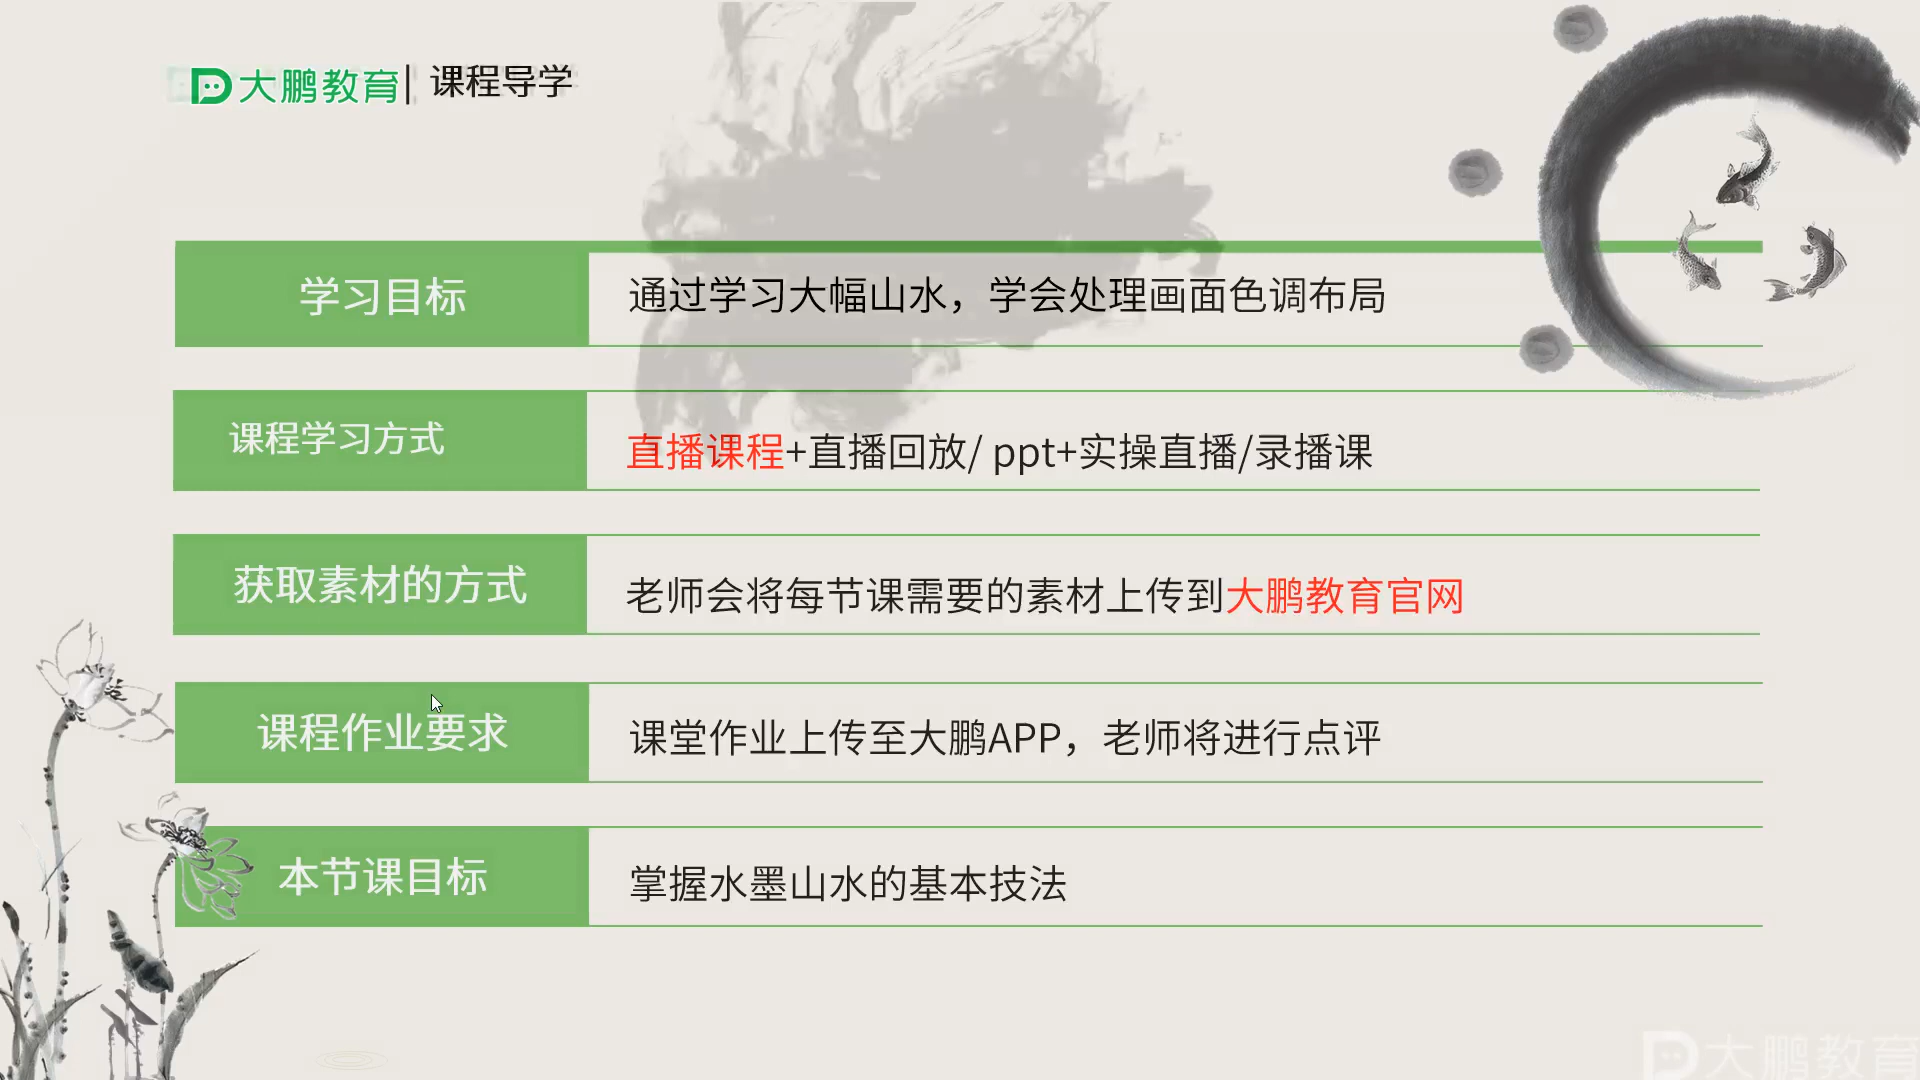 大鹏教育 | 课程导学
学习目标
通过学习大幅山水，学会处理画面色调布局
课程学习方式
直播课程+直播回放/ ppt+实操直播/录播课
获取素材的方式
老师会将每节课需要的素材上传到大鹏教育官网
课程作业要求
课堂作业上传至大鹏APP，老师将进行点评
本节课目标
掌握水墨山水的基本技法
大鹏教育